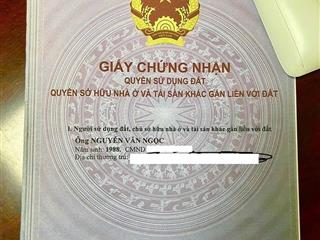 GIẤY CHỨNG NHẬN
QUYỀN SỬ DỤNG ĐẤT
QUYỀN SỞ HỮU NHÀ Ở VÀ TÀI SẢN KHÁC GẮN LIỀN VỚI ĐẤT
I. Người sử dụng đất, chủ sở hữu nhà ở và tài sản khác gắn liền với đất
Ông NGUYỄN VĂN NGỌC
Năm sinh: 1988, CMND
Địa chỉ thường trú: